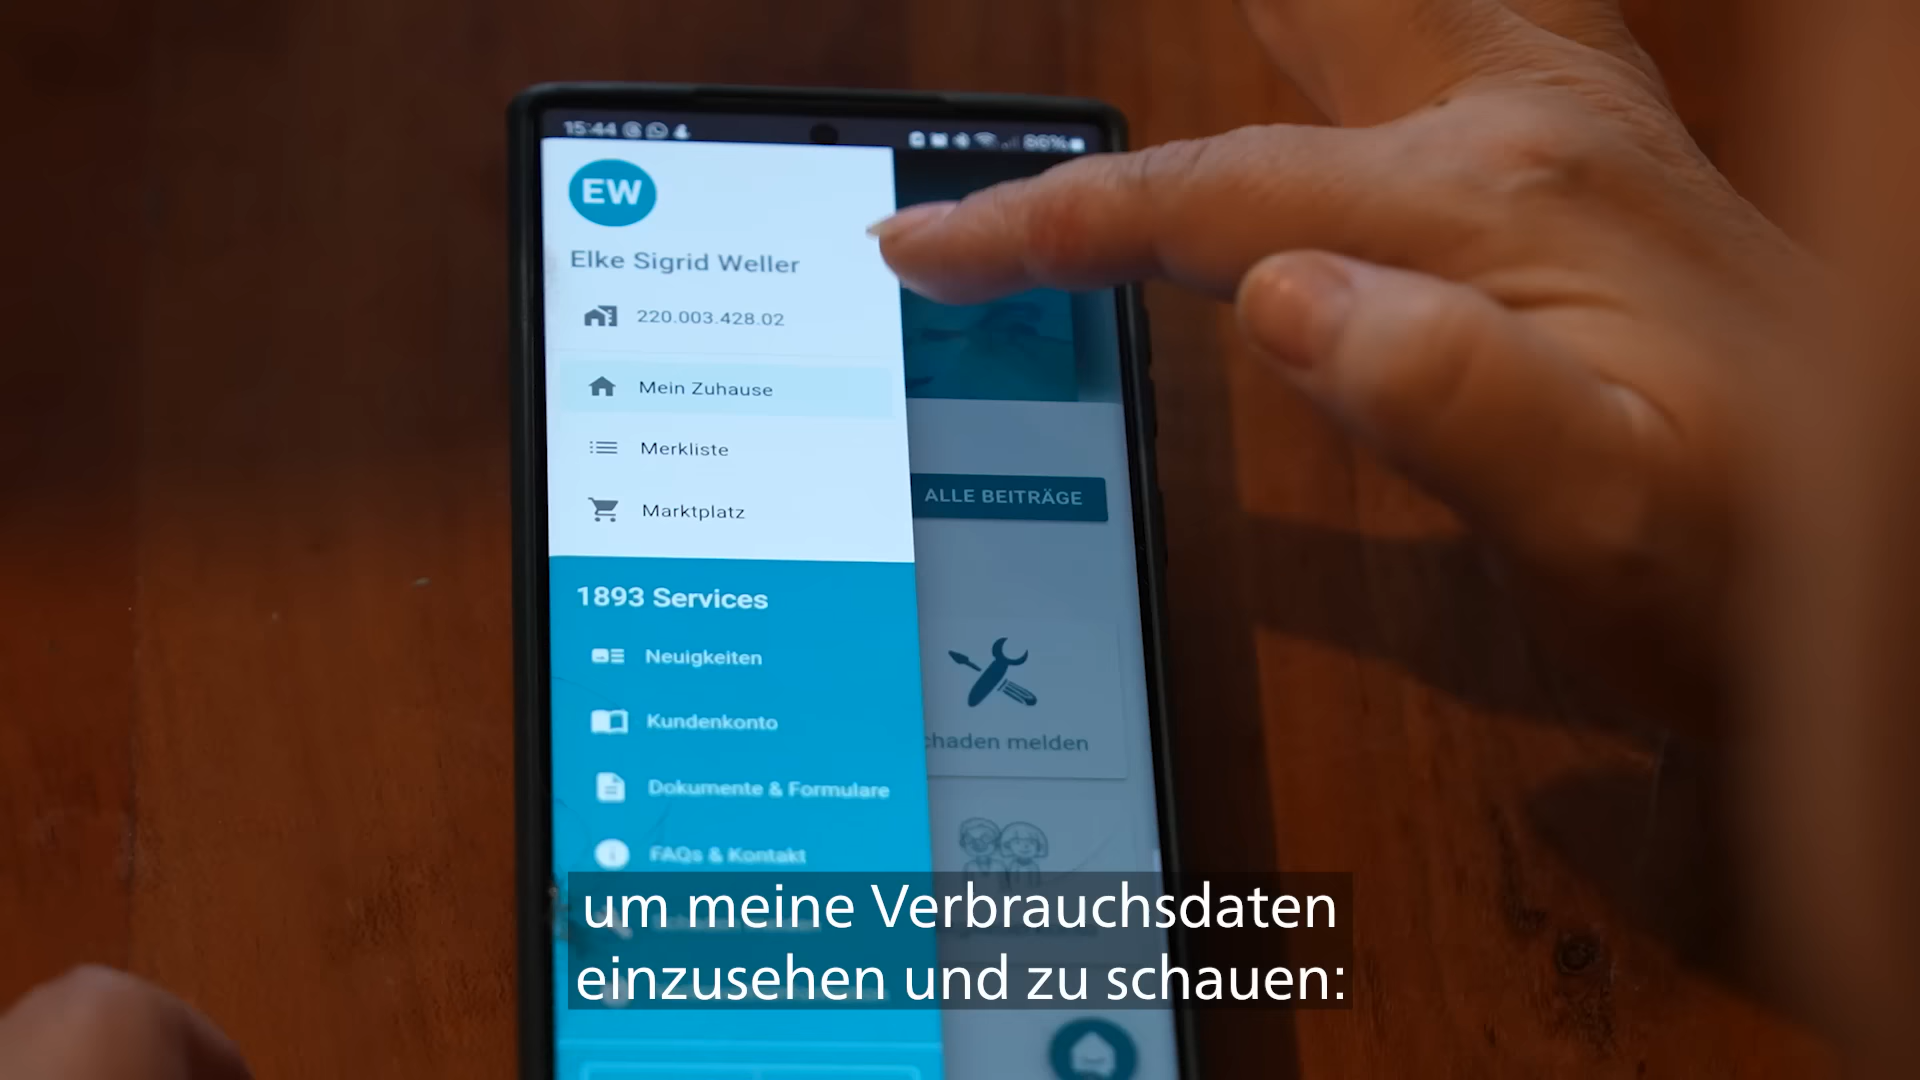 15:44
86%
EW
Elke Sigrid Weller
220.003.428.02
Mein Zuhause
Merkliste
Marktplatz
ALLE BEITRÄGE
1893 Services
Neuigkeiten
Kundenkonto
chaden melden
Dokumente & Formulare
FAQs & Kontakt
um meine Verbrauchsdaten
einzusehen und zu schauen: